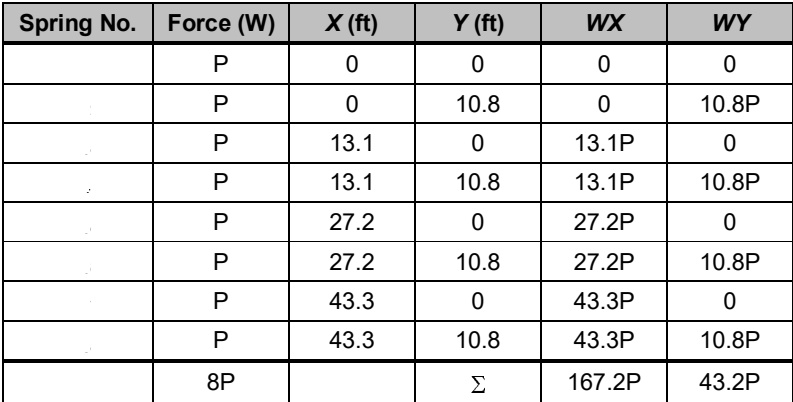 Spring No. Force (W) X (ft) Y (ft) WX WY
P 0 0 0 0
P 0 10.8 0 10.8P
P 13.1 0 13.1P 0
P 13.1 10.8 13.1P 10.8P
P 27.2 0 27.2P 0
P 27.2 10.8 27.2P 10.8P
P 43.3 0 43.3P 0
P 43.3 10.8 43.3P 10.8P
8P Σ 167.2P 43.2P